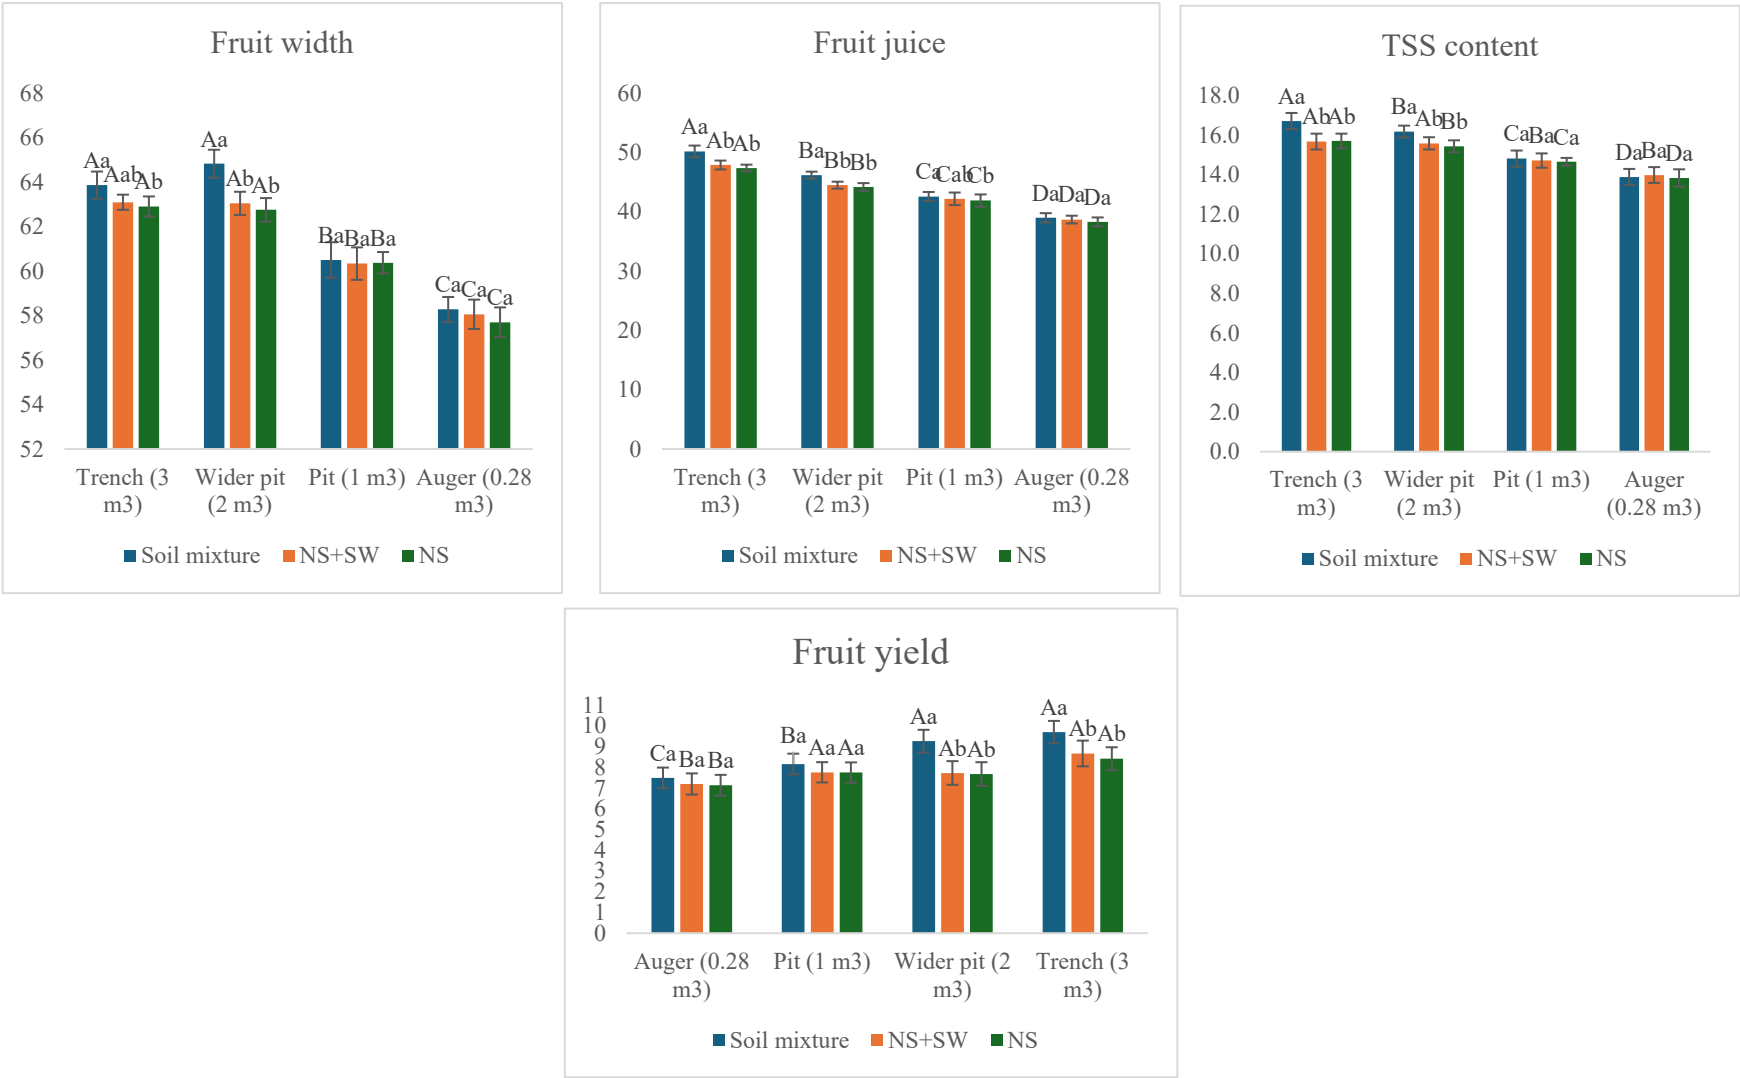 Fruit width
68
66
64
62
60
58
56
54
52
Aa Aab Ab Aa Ab Ab Ba Ba Ba Ca Ca Ca
Trench (3 m3)
Wider pit (2 m3)
Pit (1 m3)
Auger (0.28 m3)
Soil mixture NS+SW NS
Fruit juice
60
50
40
30
20
10
0
Aa Ab Ab Ba Bb Bb Ca Cab Cb Da Da Da
Trench (3 m3)
Wider pit (2 m3)
Pit (1 m3)
Auger (0.28 m3)
Soil mixture NS+SW NS
TSS content
18.0
16.0
14.0
12.0
10.0
8.0
6.0
4.0
2.0
0.0
Aa Ab Ab Ba Ab Bb Ca Ba Ca Da Ba Da
Trench (3 m3)
Wider pit (2 m3)
Pit (1 m3)
Auger (0.28 m3)
Soil mixture NS+SW NS
Fruit yield
11
10
9
8
7
6
5
4
3
2
1
0
Ca Ba Ba Ba Aa Aa Aa Ab Ab Aa Ab Ab
Auger (0.28 m3)
Pit (1 m3)
Wider pit (2 m3)
Trench (3 m3)
Soil mixture NS+SW NS